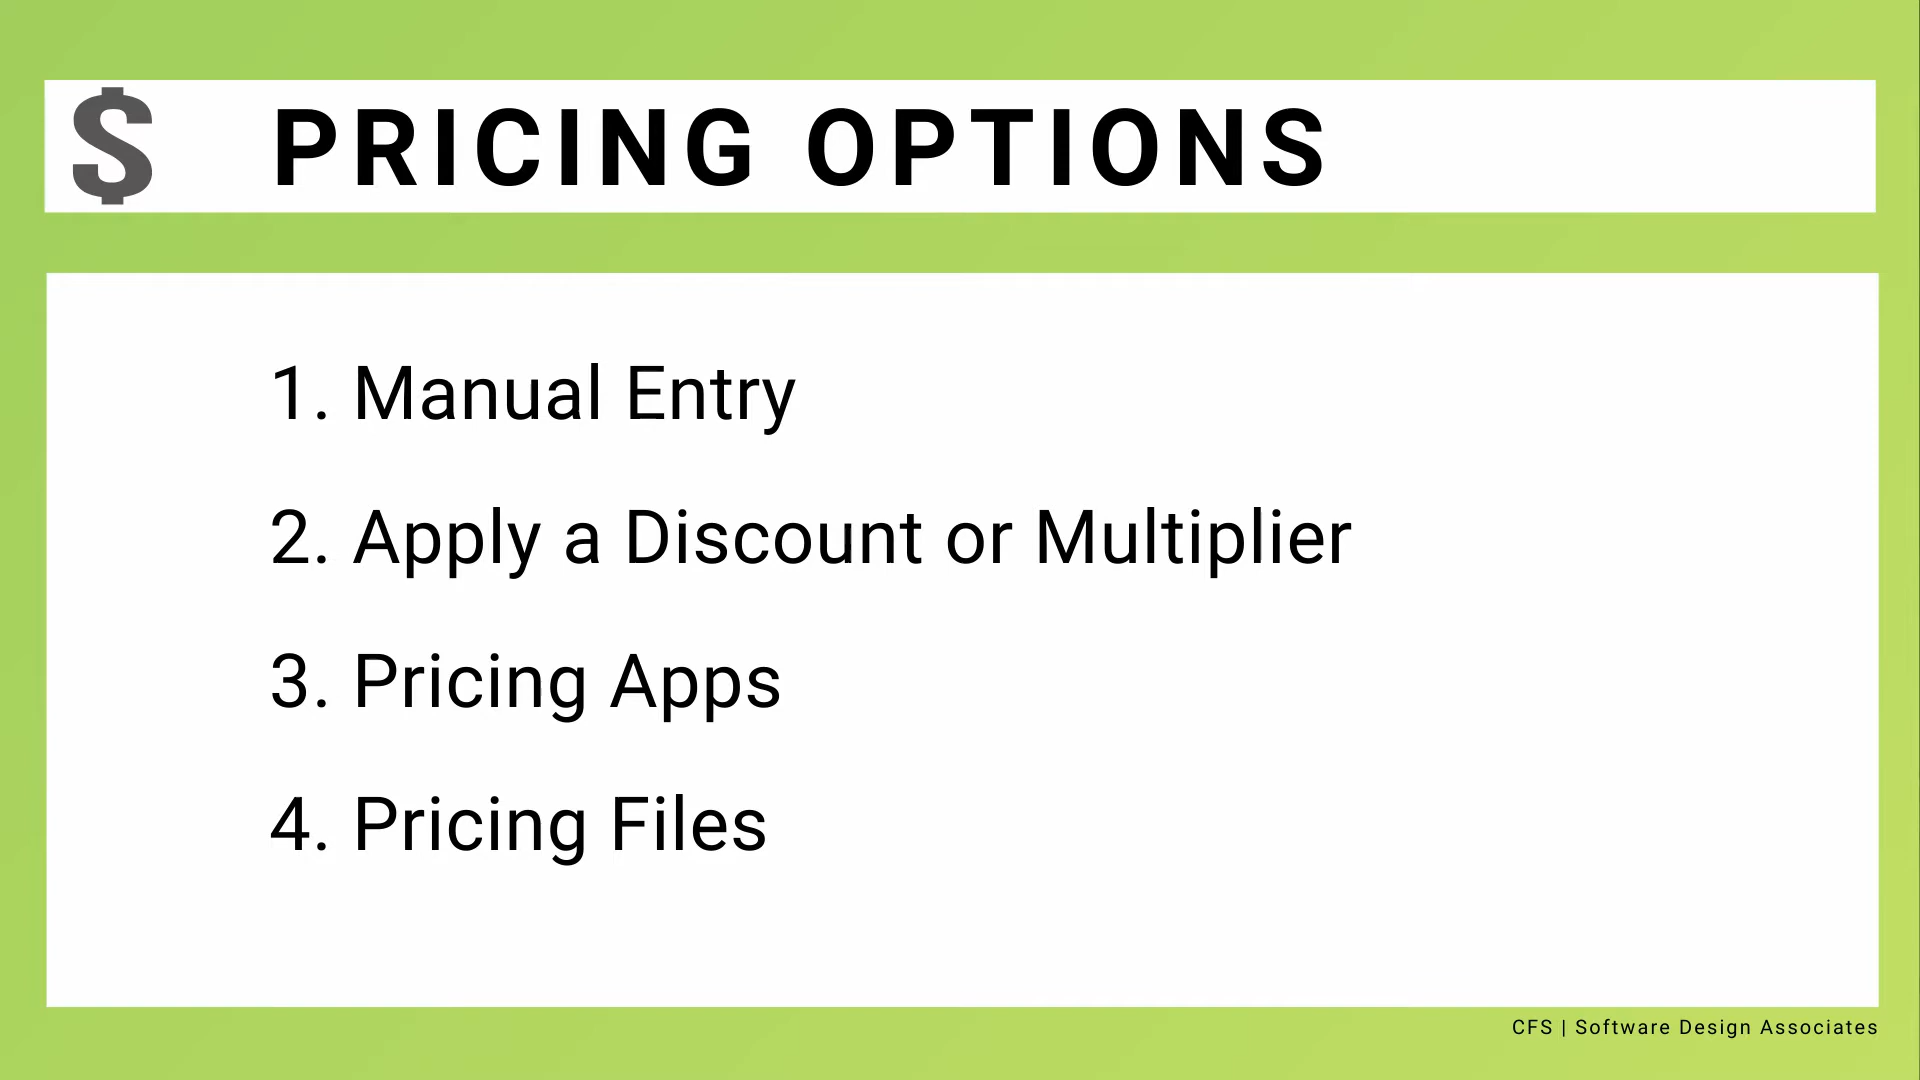 $ PRICING OPTIONS
1. Manual Entry
2. Apply a Discount or Multiplier
3. Pricing Apps
4. Pricing Files
CFS | Software Design Associates